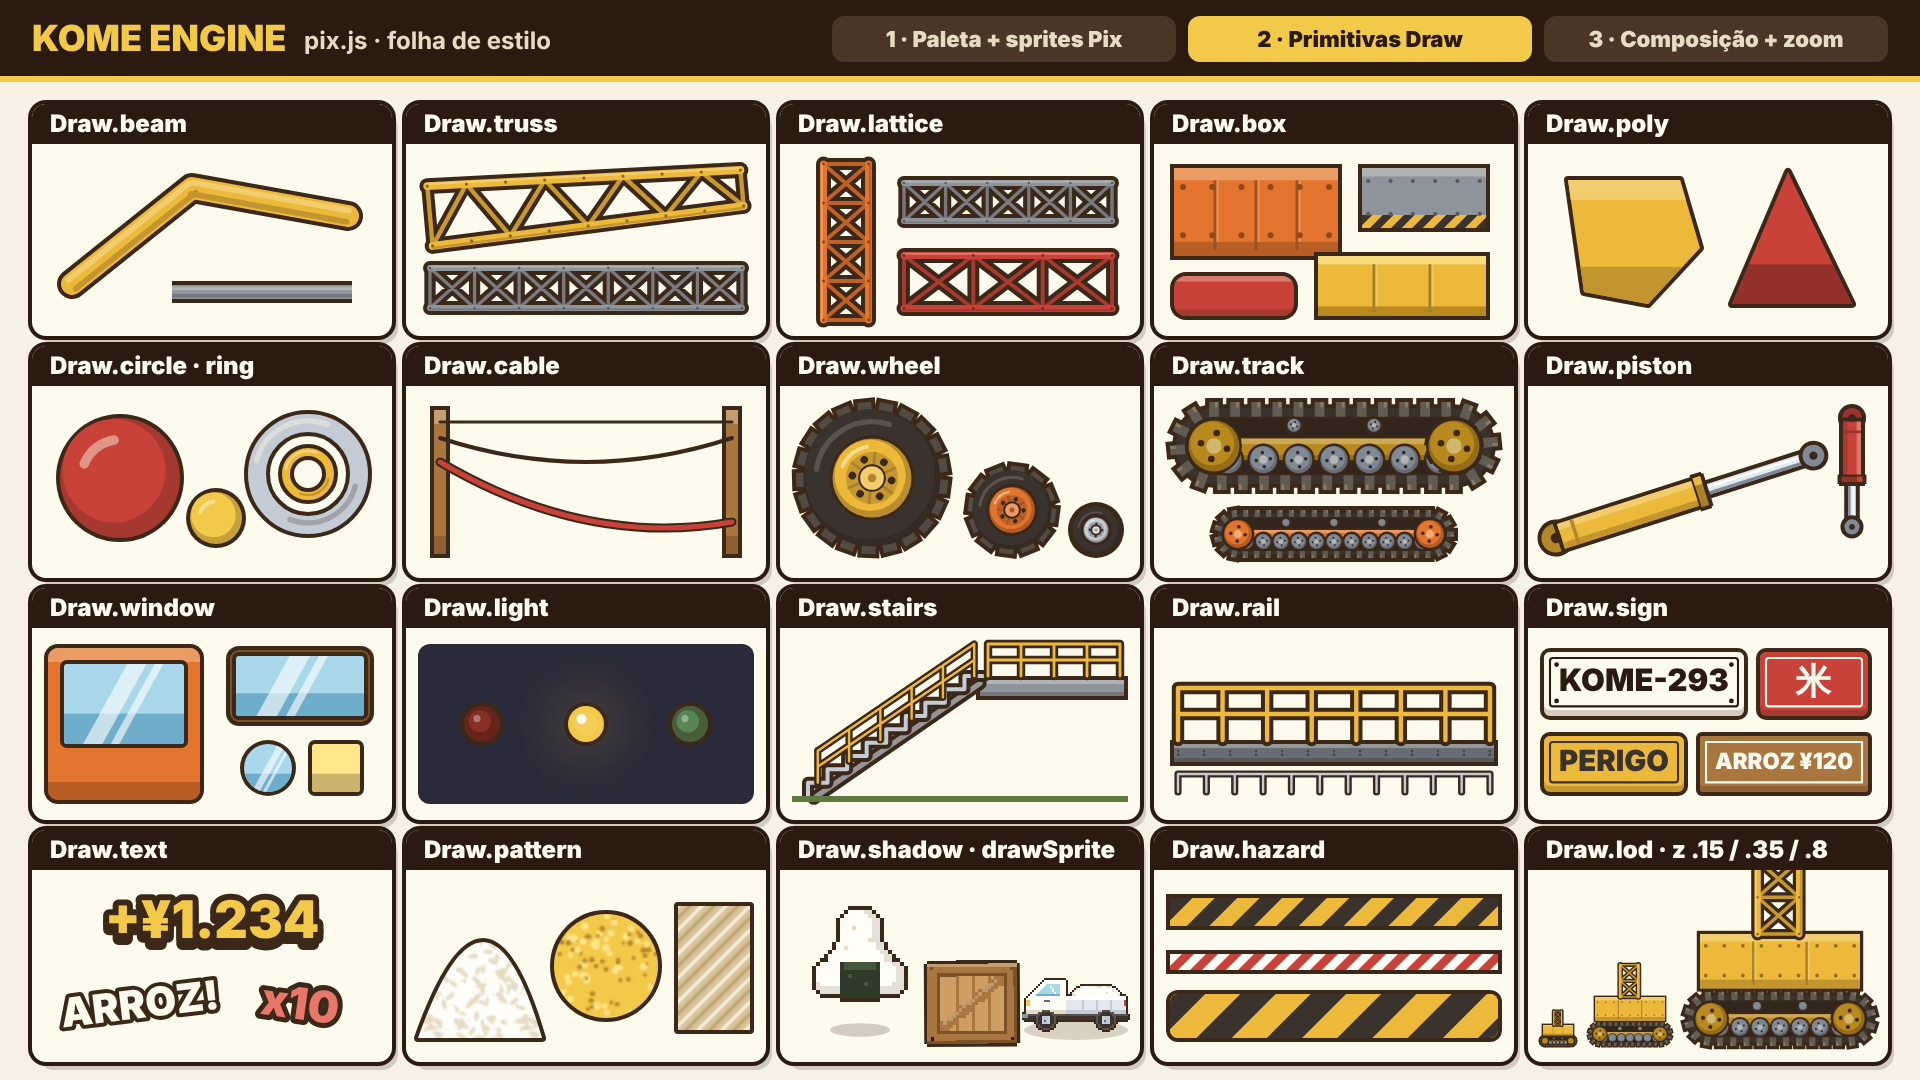 KOME ENGINE pix.js · folha de estilo
1 · Paleta + sprites Pix
2 · Primitivas Draw
3 · Composição + zoom
Draw.beam
Draw.truss
Draw.lattice
Draw.box
Draw.poly
Draw.circle · ring
Draw.cable
Draw.wheel
Draw.track
Draw.piston
Draw.window
Draw.light
Draw.stairs
Draw.rail
Draw.sign
KOME-293
米
PERIGO
ARROZ ¥120
Draw.text
+¥1.234
ARROZ!
x10
Draw.pattern
Draw.shadow · drawSprite
Draw.hazard
Draw.lod · z .15 / .35 / .8